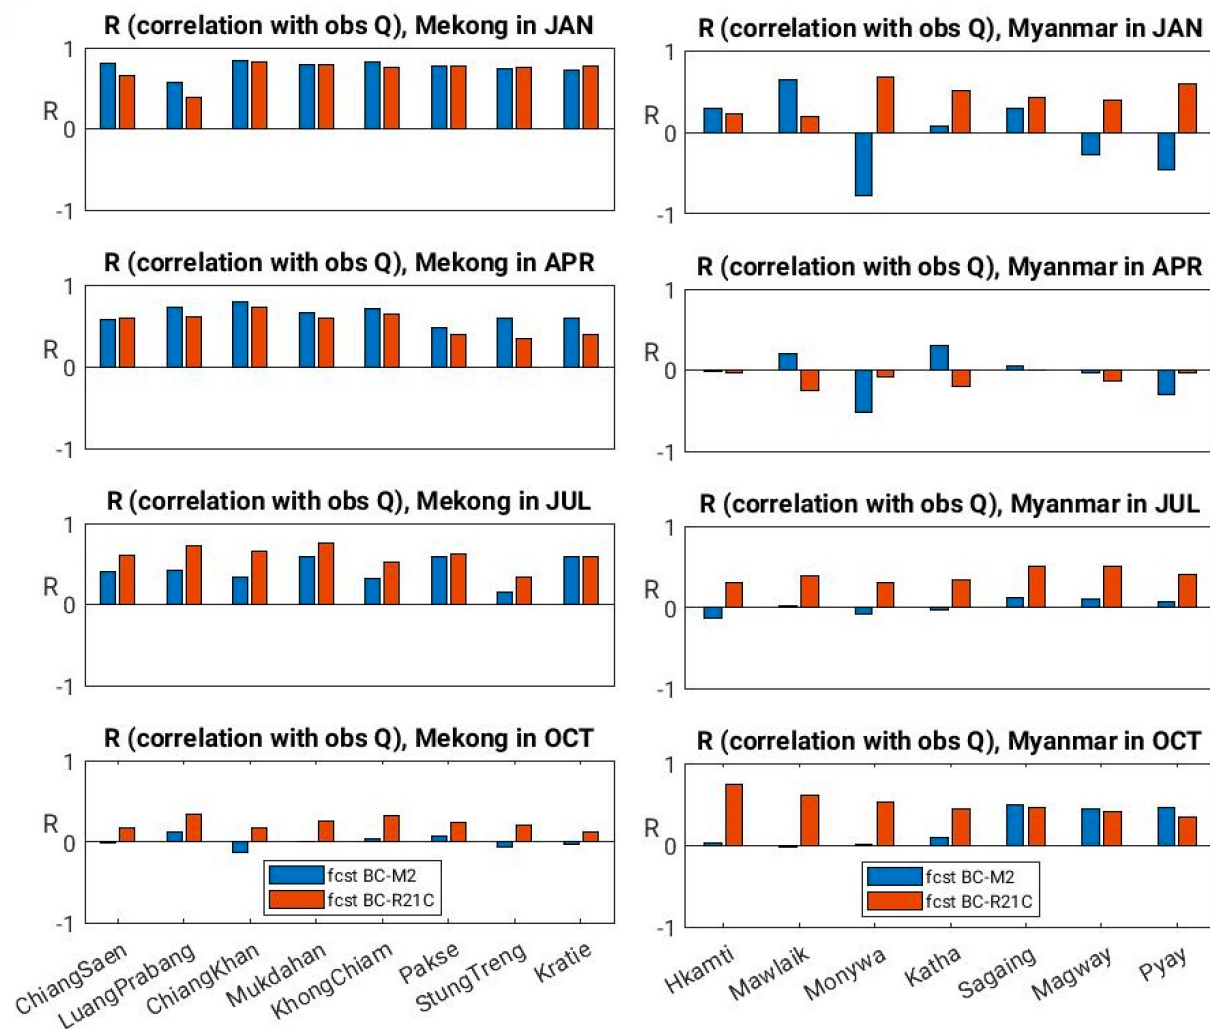 R (correlation with obs Q), Mekong in JAN
1
R
0
-1
R (correlation with obs Q), Myanmar in JAN
1
R
0
-1
R (correlation with obs Q), Mekong in APR
1
R
0
-1
R (correlation with obs Q), Myanmar in APR
1
R
0
-1
R (correlation with obs Q), Mekong in JUL
1
R
0
-1
R (correlation with obs Q), Myanmar in JUL
1
R
0
-1
R (correlation with obs Q), Mekong in OCT
1
R
0
-1
fcst BC-M2
fcst BC-R21C
ChiangSaen
LuangPrabang
ChiangKhan
Mukdahan
KhongChiam
Pakse
StungTreng
Kratie
R (correlation with obs Q), Myanmar in OCT
1
R
0
-1
fcst BC-M2
fcst BC-R21C
Hkamti
Mawlaik
Monywa
Katha
Sagaing
Magway
Pyay